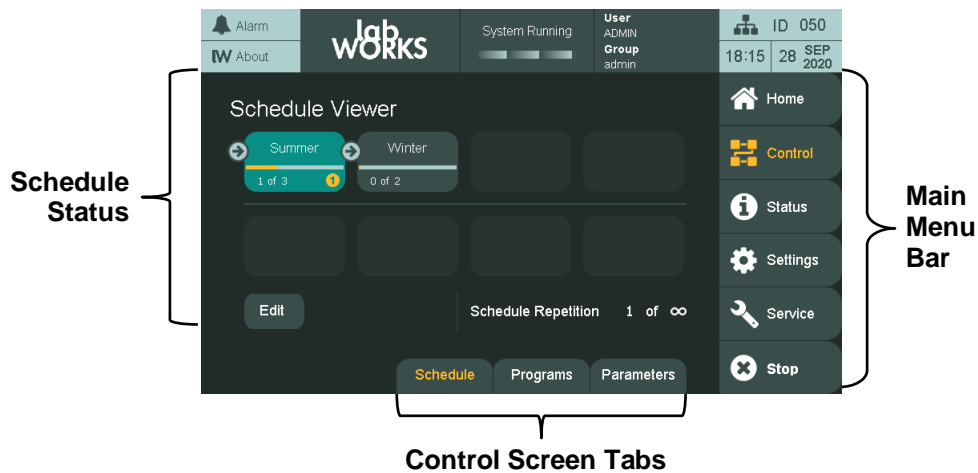 Alarm
IW About
lab
WORKS
System Running
User
ADMIN
Group
admin
ID 050
18:15 28 SEP
2020
Schedule Viewer
Summer
1 of 3 1
Winter
0 of 2
Edit
Schedule Repetition 1 of ∞
Schedule Programs Parameters
Home
Control
Status
Settings
Service
Stop
Schedule
Status
Main
Menu
Bar
Control Screen Tabs